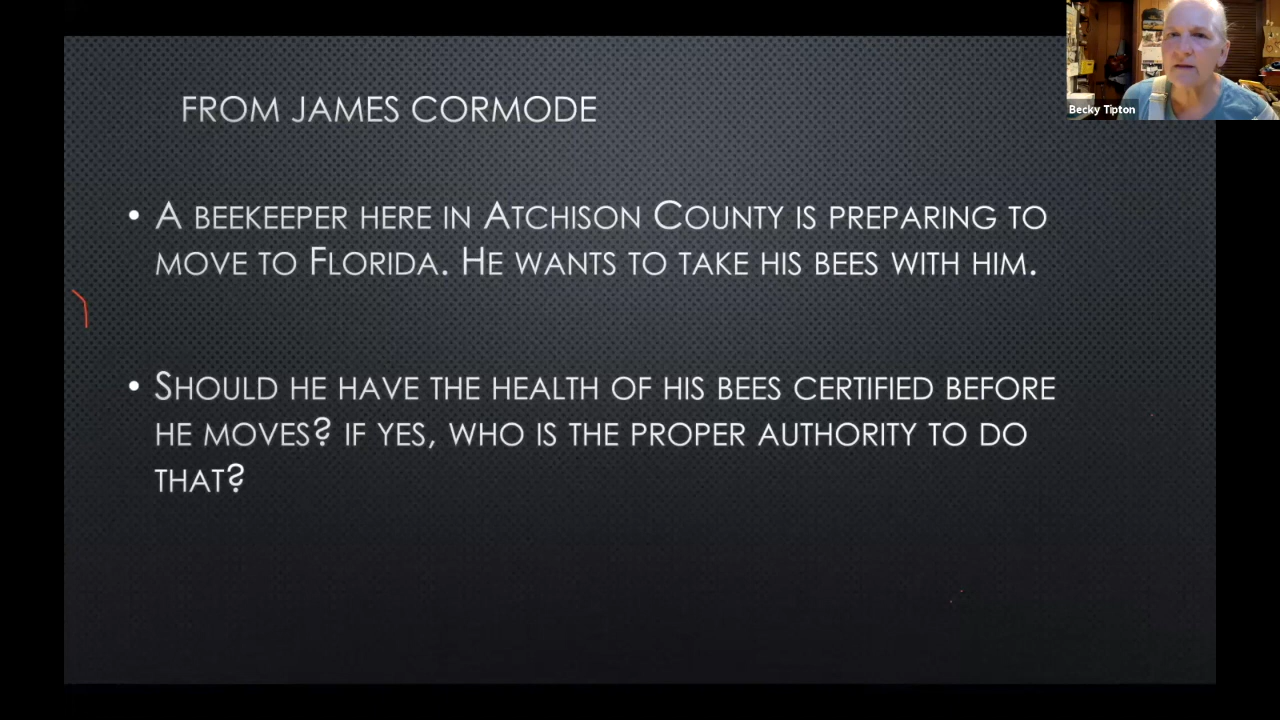 FROM JAMES CORMODE
Becky Tipton
• A BEEKEEPER HERE IN ATCHISON COUNTY IS PREPARING TO
MOVE TO FLORIDA. HE WANTS TO TAKE HIS BEES WITH HIM.
• SHOULD HE HAVE THE HEALTH OF HIS BEES CERTIFIED BEFORE
HE MOVES? IF YES, WHO IS THE PROPER AUTHORITY TO DO
THAT?